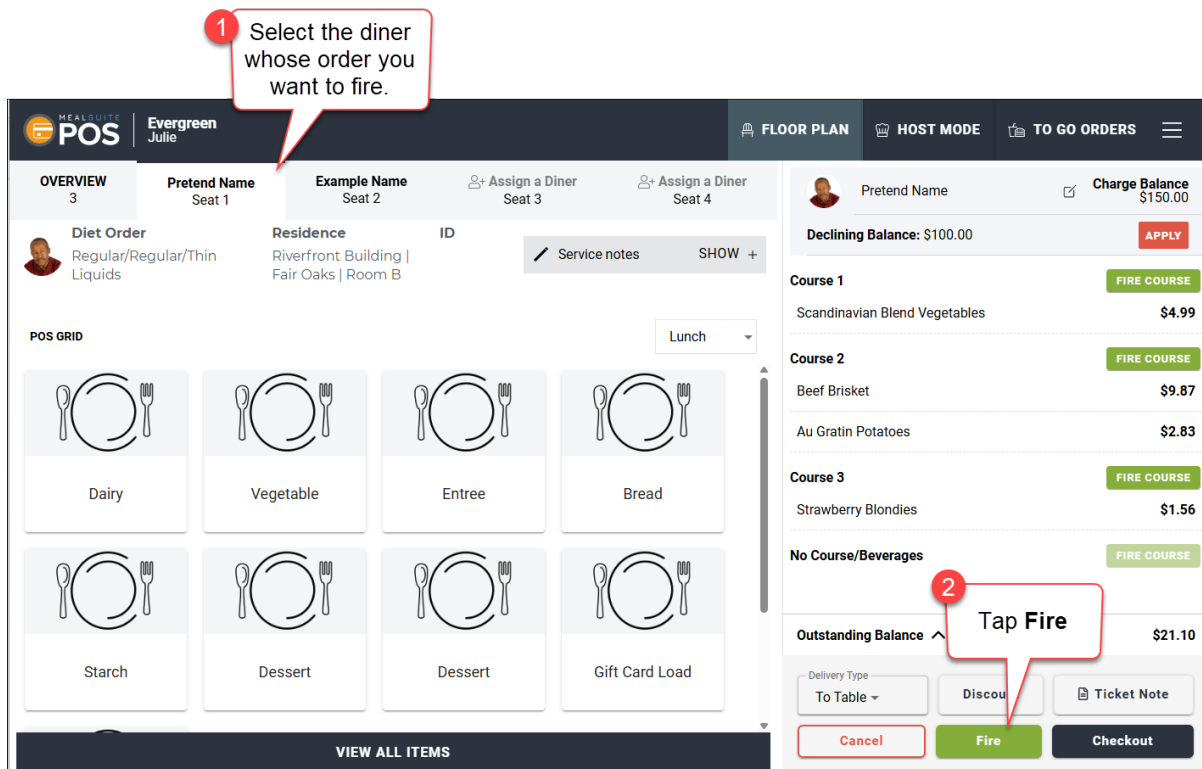 1
Select the diner
whose order you
want to fire.
MEALSUITE
POS
Evergreen
Julie
FLOOR PLAN
HOST MODE
TO GO ORDERS
OVERVIEW
3
Pretend Name
Seat 1
Example Name
Seat 2
Assign a Diner
Seat 3
Assign a Diner
Seat 4
Diet Order
Regular/Regular/Thin
Liquids
Residence
Riverfront Building |
Fair Oaks | Room B
ID
Service notes
SHOW +
POS GRID
Lunch
Dairy
Vegetable
Entree
Bread
Starch
Dessert
Dessert
Gift Card Load
VIEW ALL ITEMS
Pretend Name
Charge Balance
$150.00
Declining Balance: $100.00
APPLY
Course 1
FIRE COURSE
Scandinavian Blend Vegetables
$4.99
Course 2
FIRE COURSE
Beef Brisket
$9.87
Au Gratin Potatoes
$2.83
Course 3
FIRE COURSE
Strawberry Blondies
$1.56
No Course/Beverages
FIRE COURSE
2
Tap Fire
Outstanding Balance
$21.10
Delivery Type
To Table
Discou
Ticket Note
Cancel
Fire
Checkout